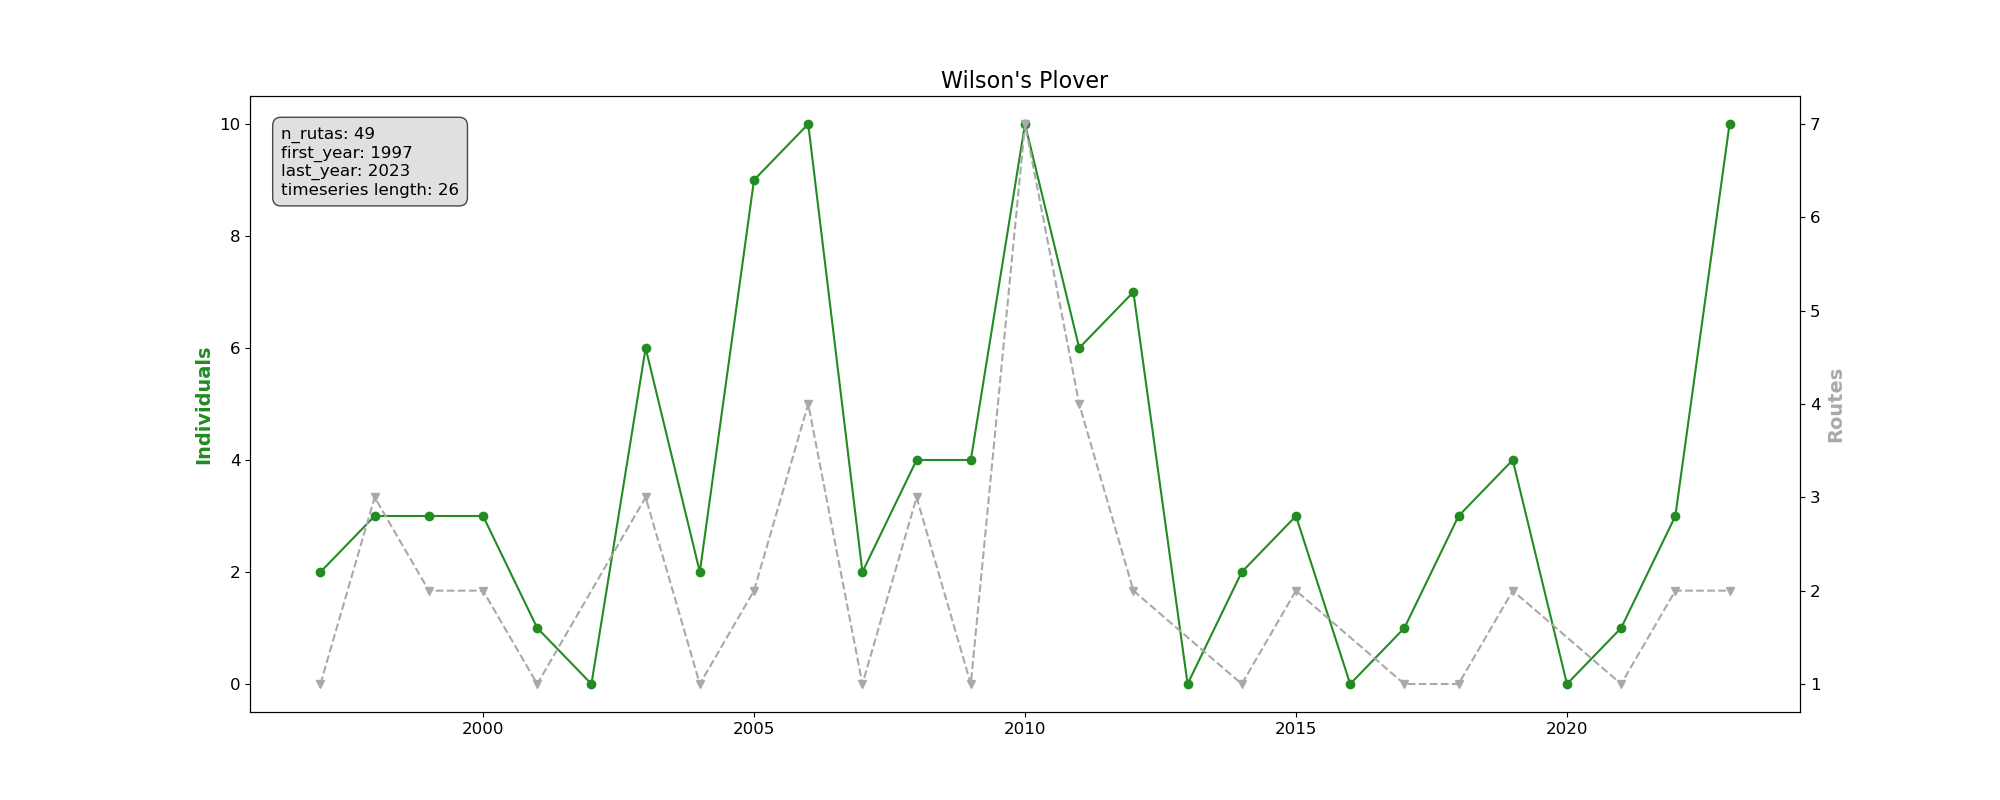 Wilson's Plover
n_rutas: 49
first_year: 1997
last_year: 2023
timeseries length: 26
Individuals
10
8
6
4
2
0
7
6
5
4
3
2
1
Routes
2000
2005
2010
2015
2020